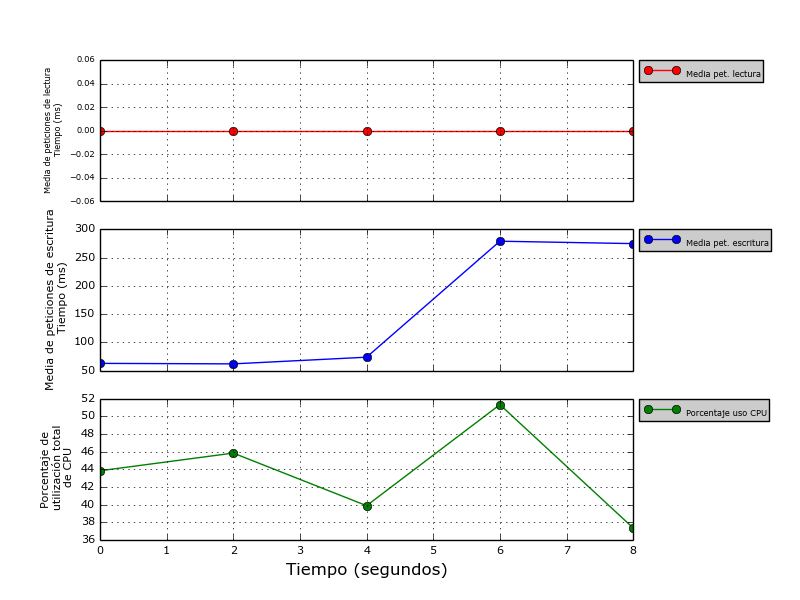 0.06
0.04
0.02
0.00
−0.02
−0.04
−0.06
Media de peticiones de lectura
Tiempo (ms)
Media pet. lectura
300
250
200
150
100
50
Media de peticiones de escritura
Tiempo (ms)
Media pet. escritura
52
50
48
46
44
42
40
38
36
Porcentaje de
utilización total
de CPU
Porcentaje uso CPU
0 1 2 3 4 5 6 7 8
Tiempo (segundos)